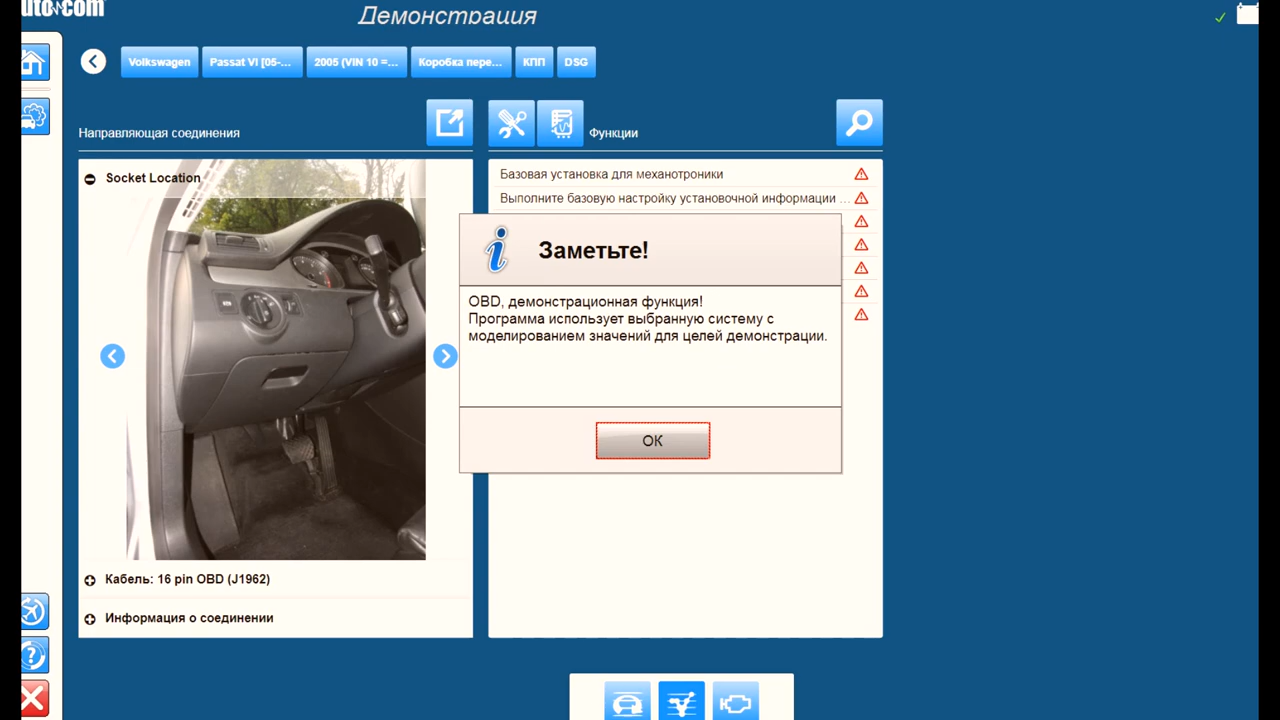 Демонстрация
Volkswagen
Passat VI [05-...
2005 (VIN 10 =...
Коробка пере...
КПП
DSG
Направляющая соединения
Функции
Socket Location
Базовая установка для механотроники
Выполните базовую настройку установочной информации ...
Заметьте!
OBD, демонстрационная функция!
Программа использует выбранную систему с
моделированием значений для целей демонстрации.
OK
Кабель: 16 pin OBD (J1962)
Информация о соединении